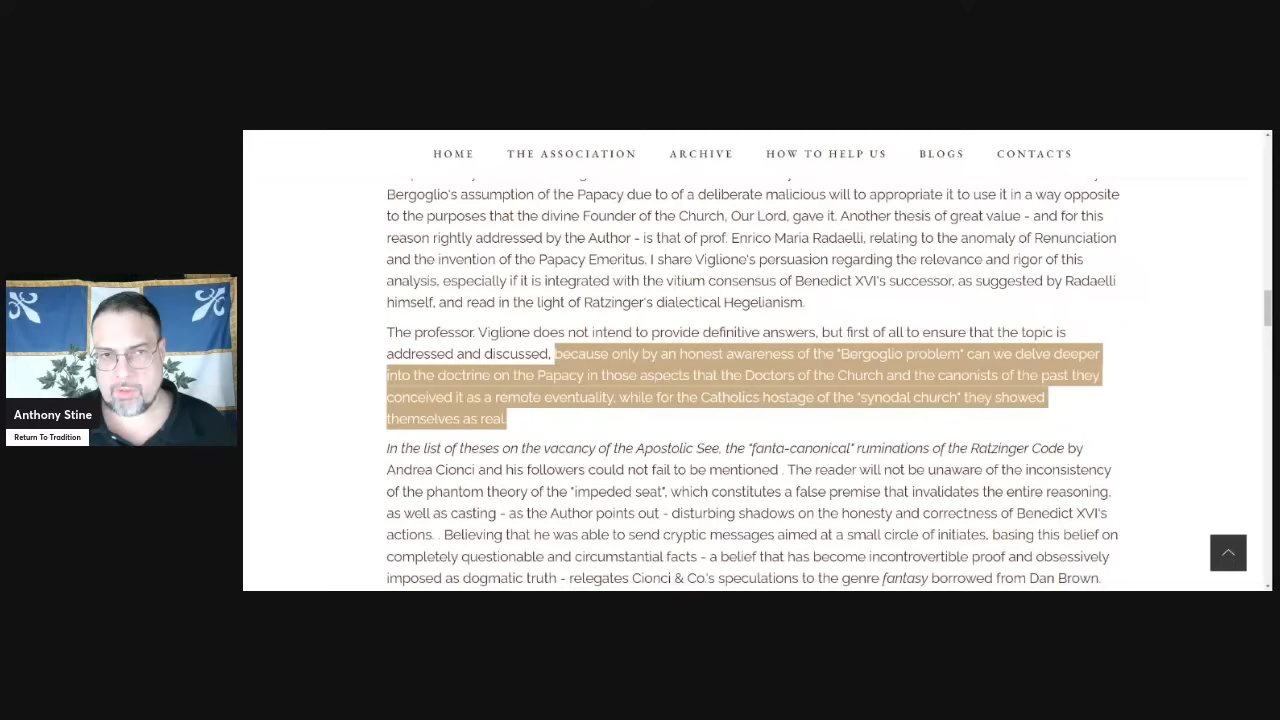 HOME THE ASSOCIATION ARCHIVE HOW TO HELP US BLOGS CONTACTS
Bergoglio's assumption of the Papacy due to of a deliberate malicious will to appropriate it to use it in a way opposite
to the purposes that the divine Founder of the Church, Our Lord, gave it. Another thesis of great value - and for this
reason rightly addressed by the Author - is that of prof. Enrico Maria Radaelli, relating to the anomaly of Renunciation
and the invention of the Papacy Emeritus. I share Viglione's persuasion regarding the relevance and rigor of this
analysis, especially if it is integrated with the vitium consensus of Benedict XVI's successor, as suggested by Radaelli
himself, and read in the light of Ratzinger's dialectical Hegelianism.
The professor. Viglione does not intend to provide definitive answers, but first of all to ensure that the topic is
addressed and discussed, because only by an honest awareness of the "Bergoglio problem" can we delve deeper
into the doctrine on the Papacy in those aspects that the Doctors of the Church and the canonists of the past they
conceived it as a remote eventuality, while for the Catholics hostage of the "synodal church" they showed
themselves as real.
In the list of theses on the vacancy of the Apostolic See, the "fanta-canonical" ruminations of the Ratzinger Code by
Andrea Cionci and his followers could not fail to be mentioned . The reader will not be unaware of the inconsistency
of the phantom theory of the "impeded seat", which constitutes a false premise that invalidates the entire reasoning,
as well as casting - as the Author points out - disturbing shadows on the honesty and correctness of Benedict XVI's
actions. . Believing that he was able to send cryptic messages aimed at a small circle of initiates, basing this belief on
completely questionable and circumstantial facts - a belief that has become incontrovertible proof and obsessively
imposed as dogmatic truth - relegates Cionci & Co.'s speculations to the genre fantasy borrowed from Dan Brown.
Anthony Stine
Return To Tradition